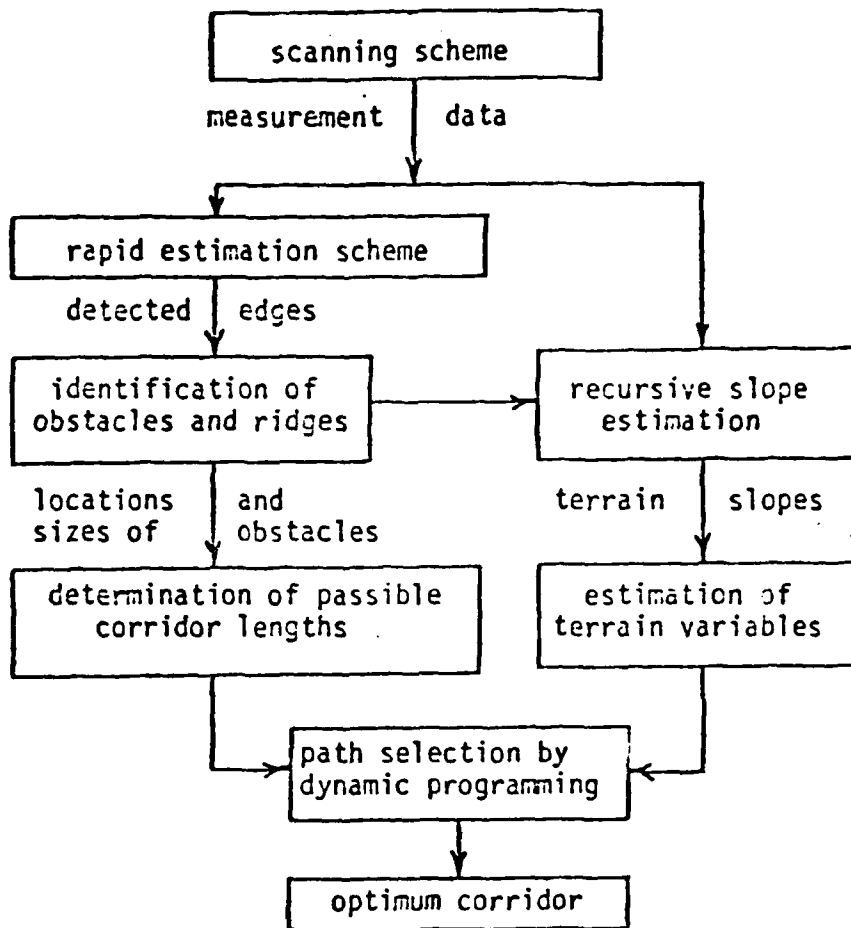 scanning scheme
measurement data
rapid estimation scheme
detected edges
identification of
obstacles and ridges
recursive slope
estimation
locations and
sizes of obstacles
terrain slopes
determination of passible
corridor lengths
estimation of
terrain variables
path selection by
dynamic programming
optimum corridor